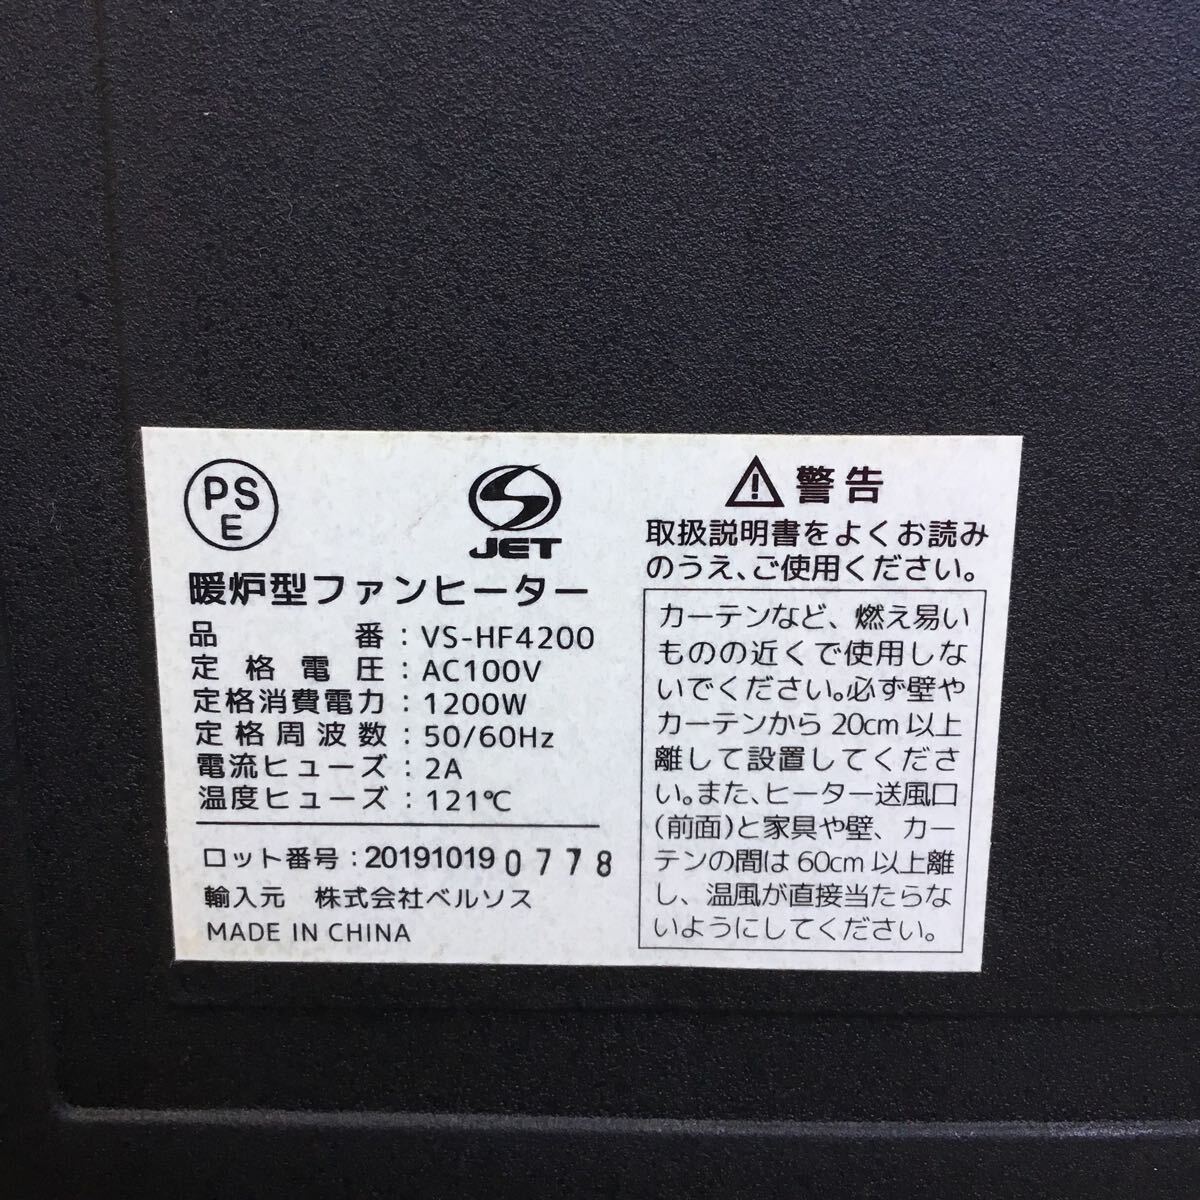 PS
E
JET
暖炉型ファンヒーター
品番：VS-HF4200
定格電圧：AC100V
定格消費電力：1200W
定格周波数：50/60Hz
電流ヒューズ：2A
温度ヒューズ：121℃
ロット番号：20191019 0778
輸入元 株式会社ベルソス
MADE IN CHINA
警告
取扱説明書をよくお読み
のうえ、ご使用ください。
カーテンなど、燃え易い
ものの近くで使用しな
いでください。必ず壁や
カーテンから20cm以上
離して設置してくださ
い。また、ヒーター送風口
(前面)と家具や壁、カー
テンの間は60cm以上離
し、温風が直接当たらな
いようにしてください。